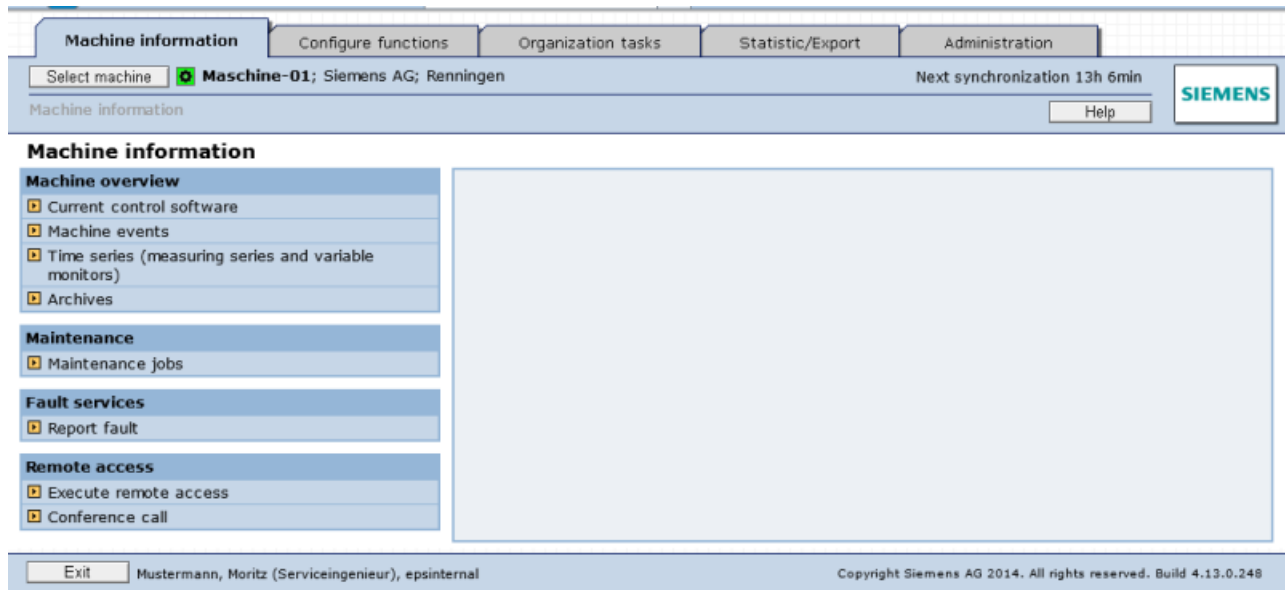 Machine information
Configure functions
Organization tasks
Statistic/Export
Administration
Select machine
Maschine-01; Siemens AG; Renningen
Next synchronization 13h 6min
SIEMENS
Machine information
Help
Machine information
Machine overview
Current control software
Machine events
Time series (measuring series and variable
monitors)
Archives
Maintenance
Maintenance jobs
Fault services
Report fault
Remote access
Execute remote access
Conference call
Exit
Mustermann, Moritz (Serviceingenieur), epsinternal
Copyright Siemens AG 2014. All rights reserved. Build 4.13.0.248